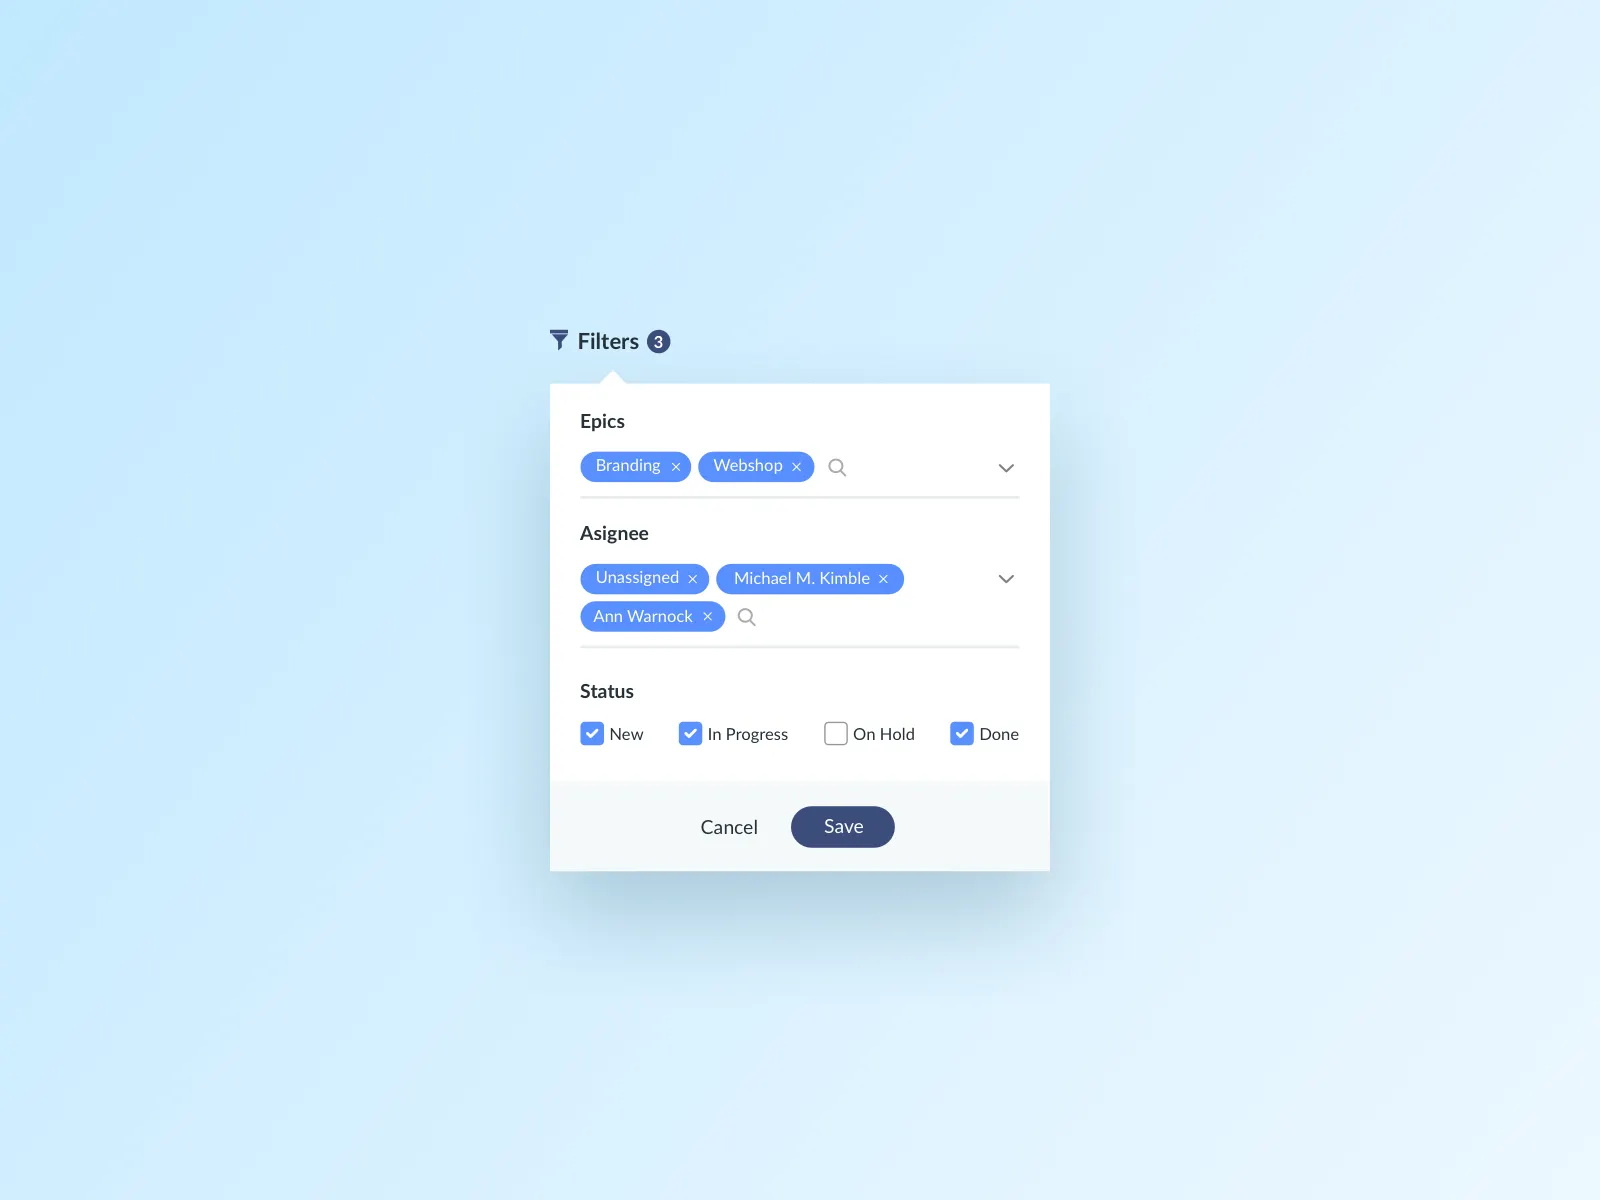 Filters 3
Epics
Branding × Webshop ×
Asignee
Unassigned × Michael M. Kimble ×
Ann Warnock ×
Status
New In Progress On Hold Done
Cancel Save